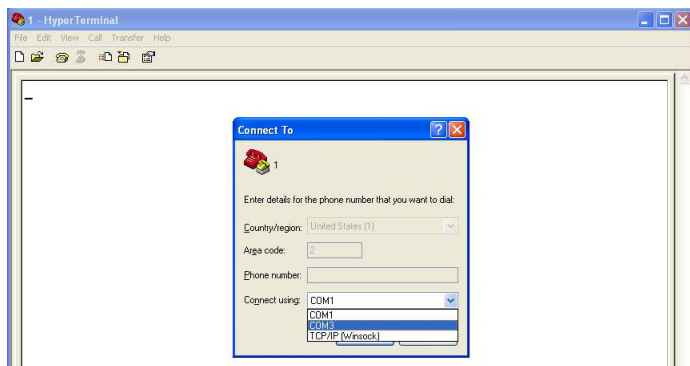 1 - HyperTerminal
File Edit View Call Transfer Help
Connect To
1
Enter details for the phone number that you want to dial:
Country/region: United States (1)
Area code: 2
Phone number:
Connect using: COM1
COM1
COM3
TCP/IP (Winsock)